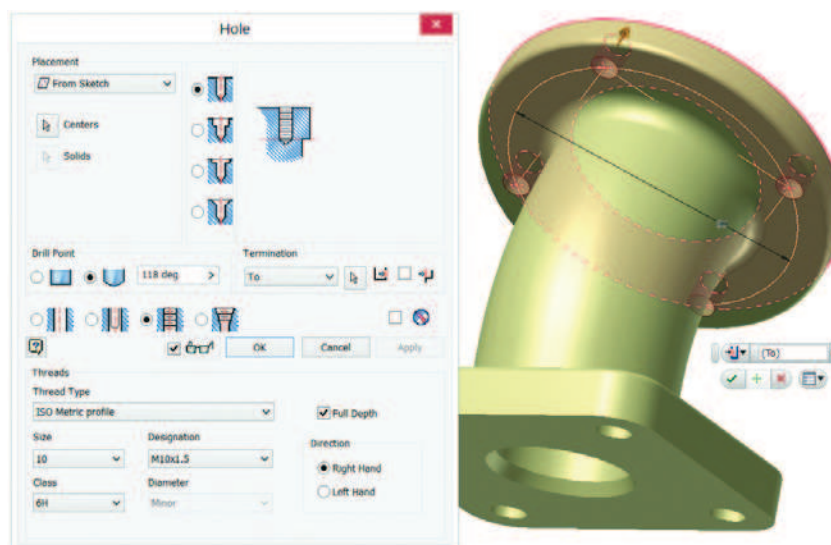 Hole
Placement
From Sketch
Centers
Solids
Drill Point
118 deg
Termination
To
OK
Cancel
Apply
Threads
Thread Type
ISO Metric profile
Full Depth
Size
Designation
10
M10x1.5
Class
Diameter
6H
Minor
Direction
Right Hand
Left Hand
(To)